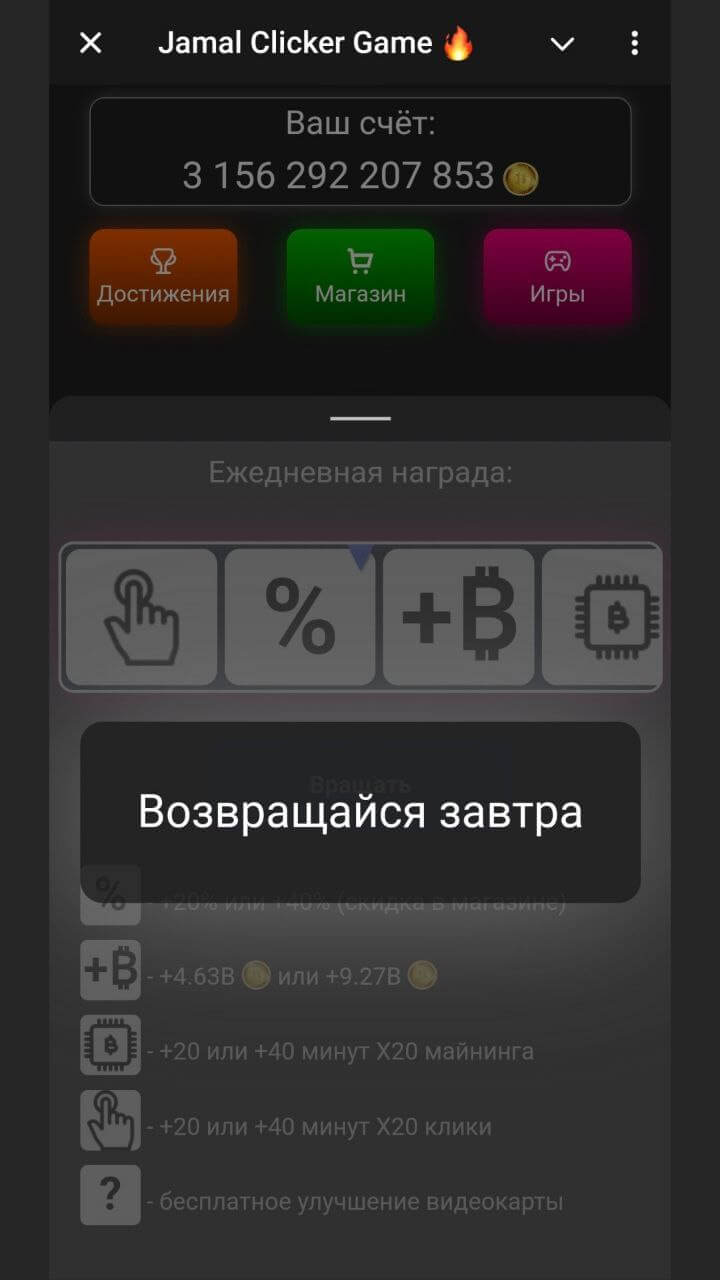 Jamal Clicker Game 🔥
Ваш счёт:
3 156 292 207 853
Достижения
Магазин
Игры
Ежедневная награда:
%
+₿
Вращать
Возвращайся завтра
% - +20% или +40% (скидка в магазине)
+₿ - +4.63B или +9.27B
- +20 или +40 минут X20 майнинга
- +20 или +40 минут X20 клики
? - бесплатное улучшение видеокарты